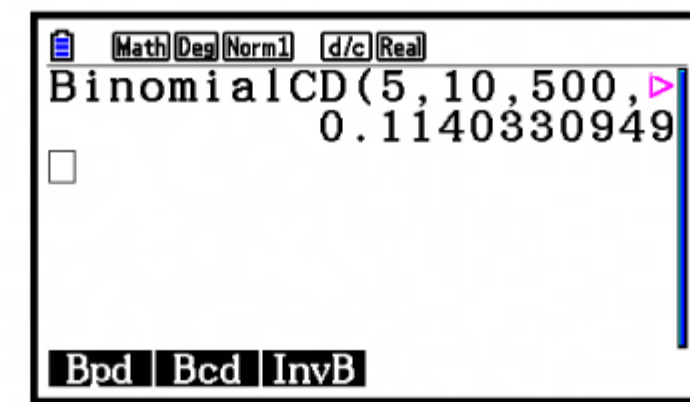 Math Deg Norm1 d/c Real
BinomialCD(5,10,500,
0.1140330949
Bpd Bcd InvB